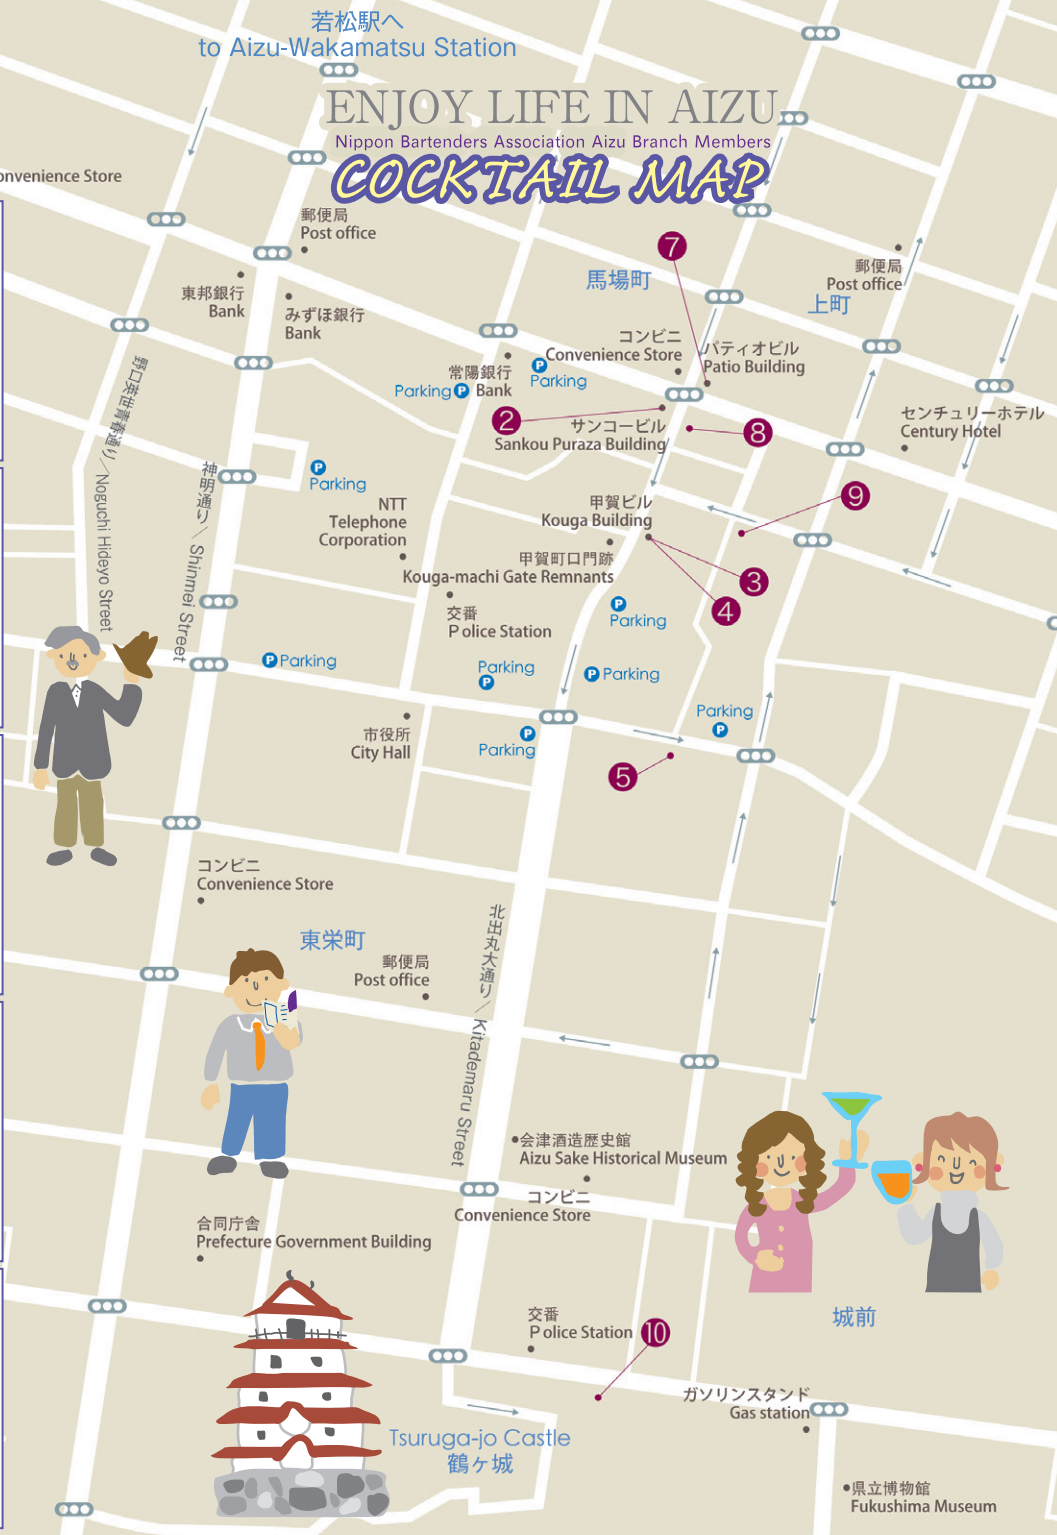 若松駅へ
to Aizu-Wakamatsu Station
ENJOY LIFE IN AIZU
Nippon Bartenders Association Aizu Branch Members
COCKTAIL MAP
onvenience Store
郵便局
Post office
東邦銀行
Bank
みずほ銀行
Bank
7
馬場町
郵便局
Post office
上町
コンビニ
Convenience Store
パティオビル
Patio Building
常陽銀行
Bank
Parking P
P
Parking
2
サンコービル
Sankou Puraza Building
8
センチュリーホテル
Century Hotel
野口英世青春通り／Noguchi Hideyo Street
神明通り／Shinmei Street
P
Parking
NTT
Telephone
Corporation
甲賀ビル
Kouga Building
9
甲賀町口門跡
Kouga-machi Gate Remnants
3
4
交番
Police Station
P
Parking
P Parking
Parking
P
P Parking
Parking
P
市役所
City Hall
P
Parking
5
コンビニ
Convenience Store
東栄町
郵便局
Post office
北出丸大通り／Kitademaru Street
会津酒造歴史館
Aizu Sake Historical Museum
コンビニ
Convenience Store
合同庁舎
Prefecture Government Building
城前
交番
Police Station
10
ガソリンスタンド
Gas station
Tsuruga-jo Castle
鶴ヶ城
県立博物館
Fukushima Museum